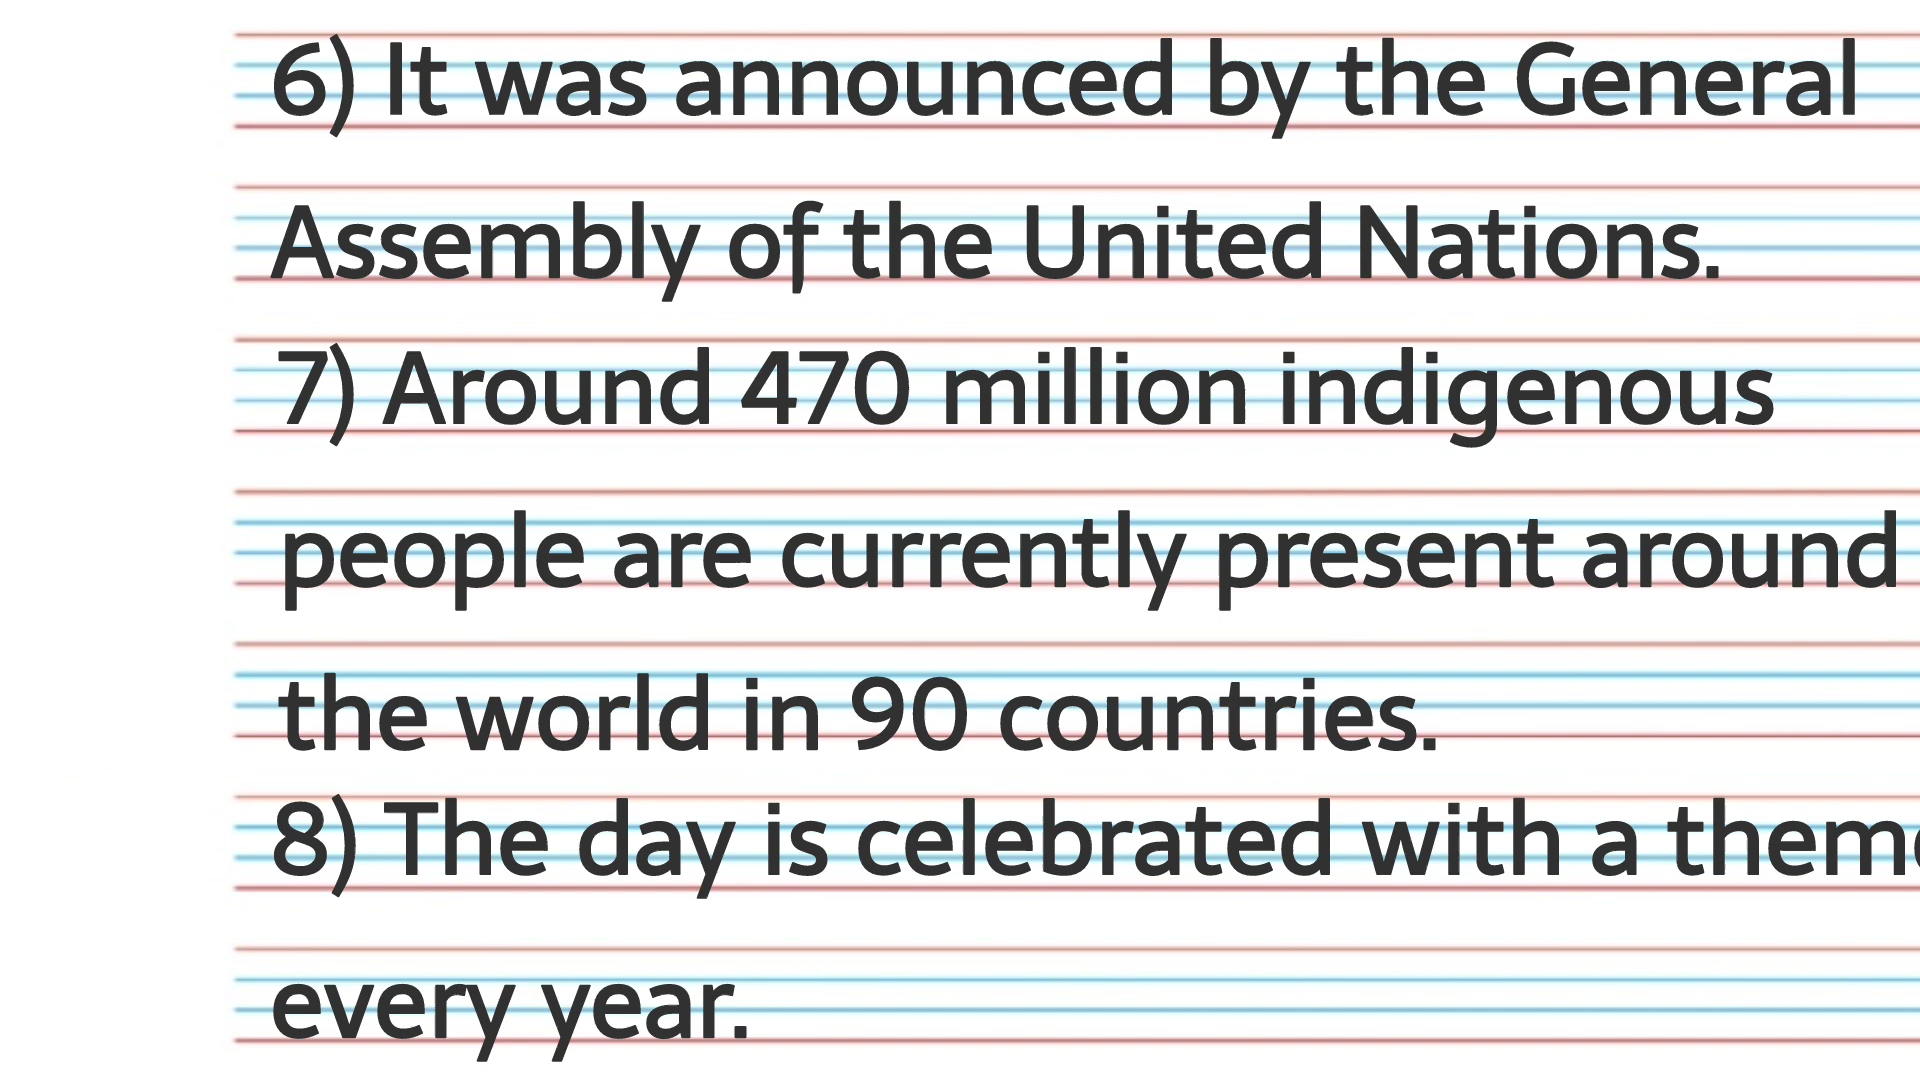 6) It was announced by the General
Assembly of the United Nations.
7) Around 470 million indigenous
people are currently present around
the world in 90 countries.
8) The day is celebrated with a theme
every year.